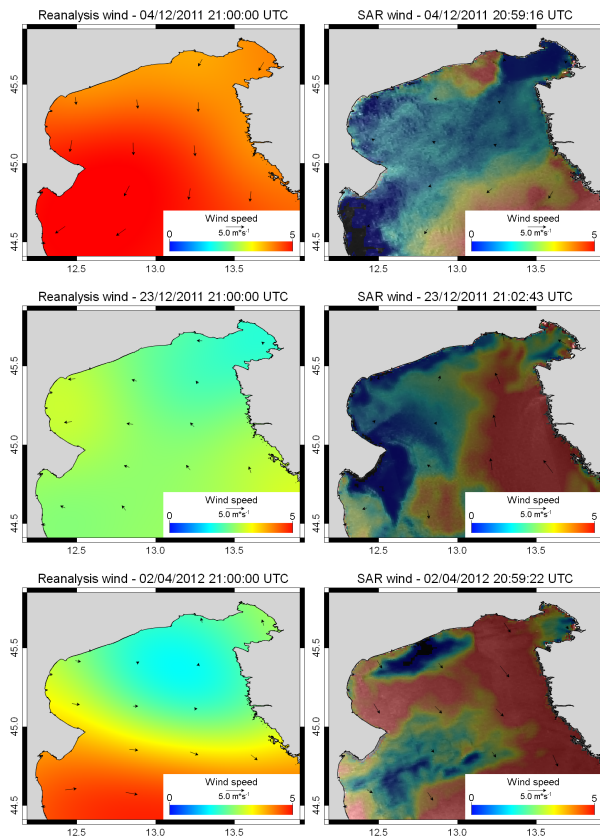 Reanalysis wind - 04/12/2011 21:00:00 UTC
SAR wind - 04/12/2011 20:59:16 UTC
45.5
45.0
44.5
Wind speed
0 5.0 m*s-1 5
12.5 13.0 13.5
45.5
45.0
44.5
Wind speed
0 5.0 m*s-1 5
12.5 13.0 13.5
Reanalysis wind - 23/12/2011 21:00:00 UTC
SAR wind - 23/12/2011 21:02:43 UTC
45.5
45.0
44.5
Wind speed
0 5.0 m*s-1 5
12.5 13.0 13.5
45.5
45.0
44.5
Wind speed
0 5.0 m*s-1 5
12.5 13.0 13.5
Reanalysis wind - 02/04/2012 21:00:00 UTC
SAR wind - 02/04/2012 20:59:22 UTC
45.5
45.0
44.5
Wind speed
0 5.0 m*s-1 5
12.5 13.0 13.5
45.5
45.0
44.5
Wind speed
0 5.0 m*s-1 5
12.5 13.0 13.5